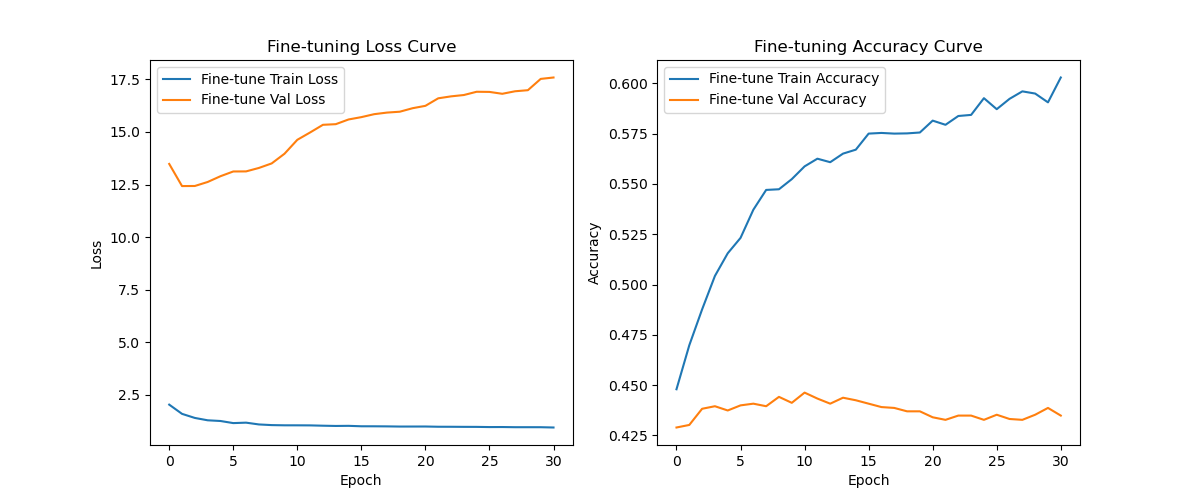 Fine-tuning Loss Curve
Fine-tune Train Loss
Fine-tune Val Loss
17.5
15.0
12.5
10.0
7.5
5.0
2.5
Loss
0 5 10 15 20 25 30
Epoch
Fine-tuning Accuracy Curve
Fine-tune Train Accuracy
Fine-tune Val Accuracy
0.600
0.575
0.550
0.525
0.500
0.475
0.450
0.425
Accuracy
0 5 10 15 20 25 30
Epoch